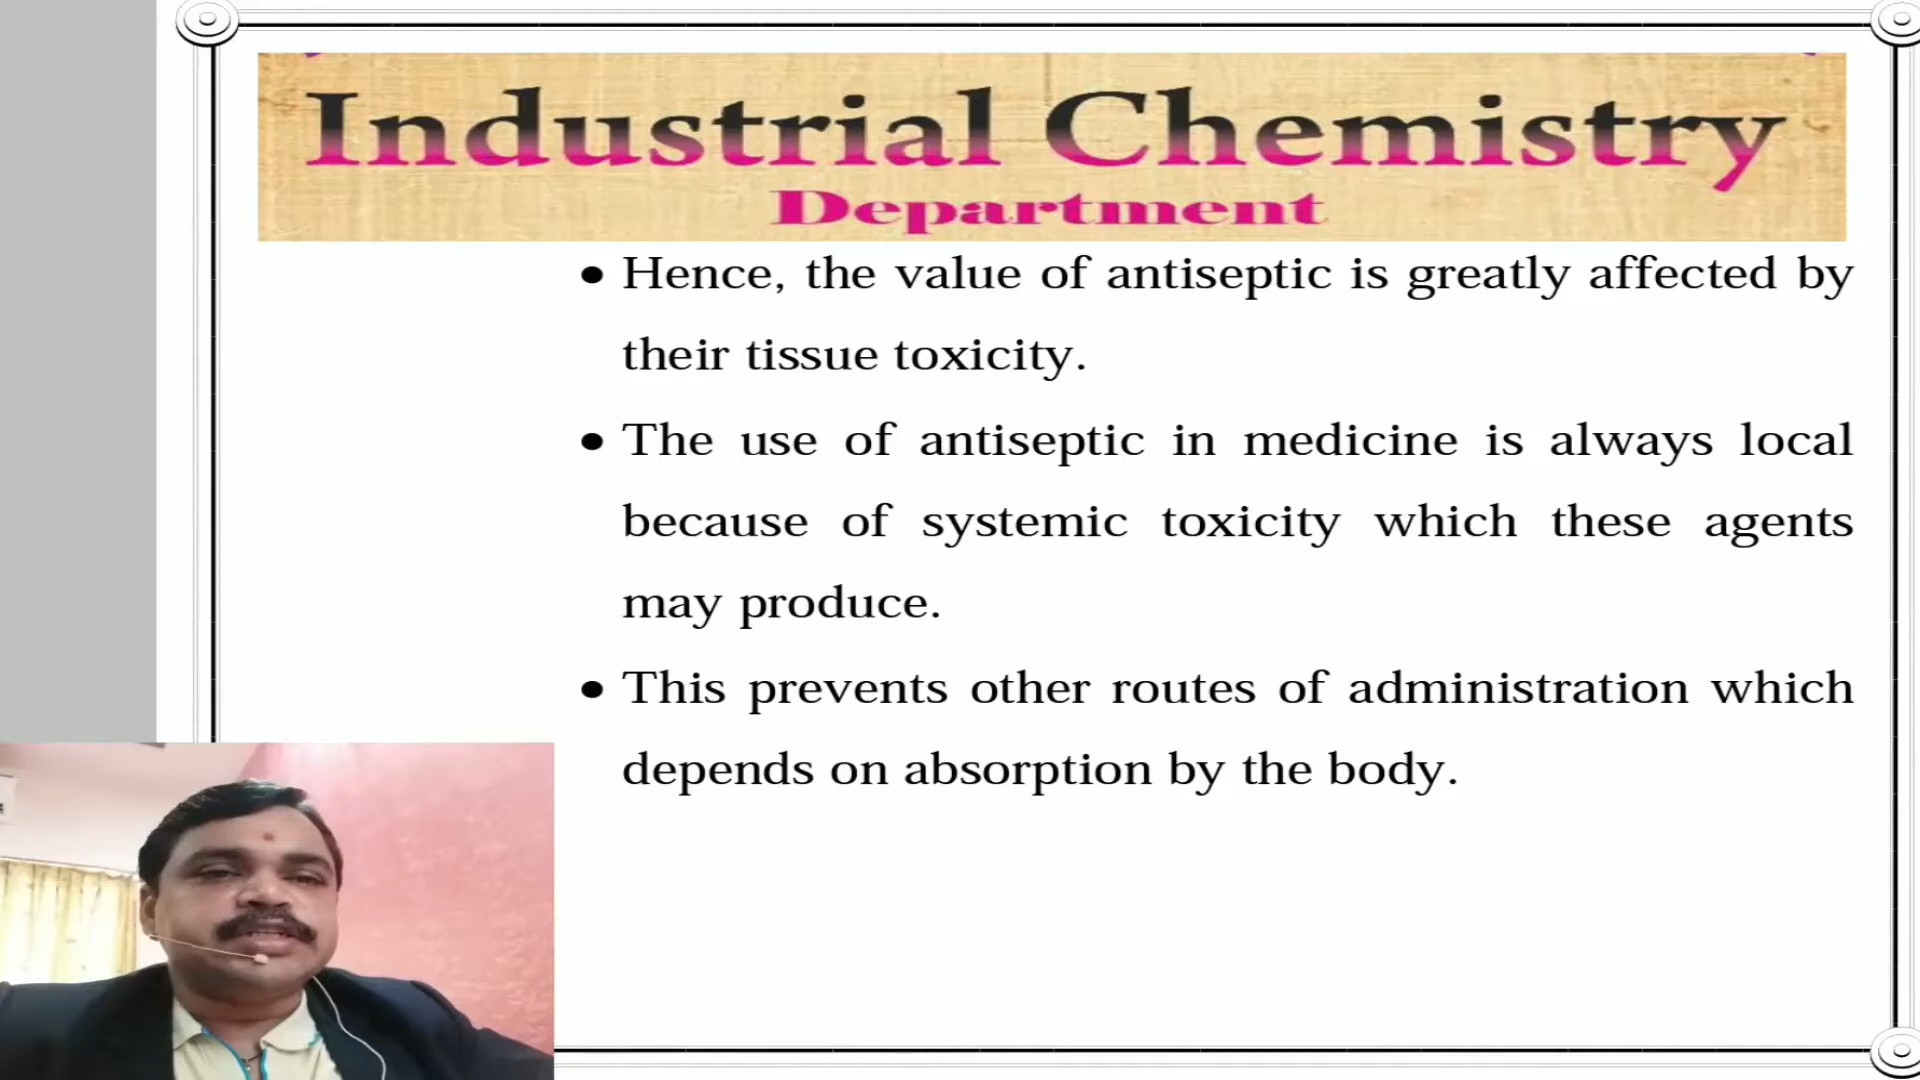 Industrial Chemistry
Department
● Hence, the value of antiseptic is greatly affected by
their tissue toxicity.
● The use of antiseptic in medicine is always local
because of systemic toxicity which these agents
may produce.
● This prevents other routes of administration which
depends on absorption by the body.